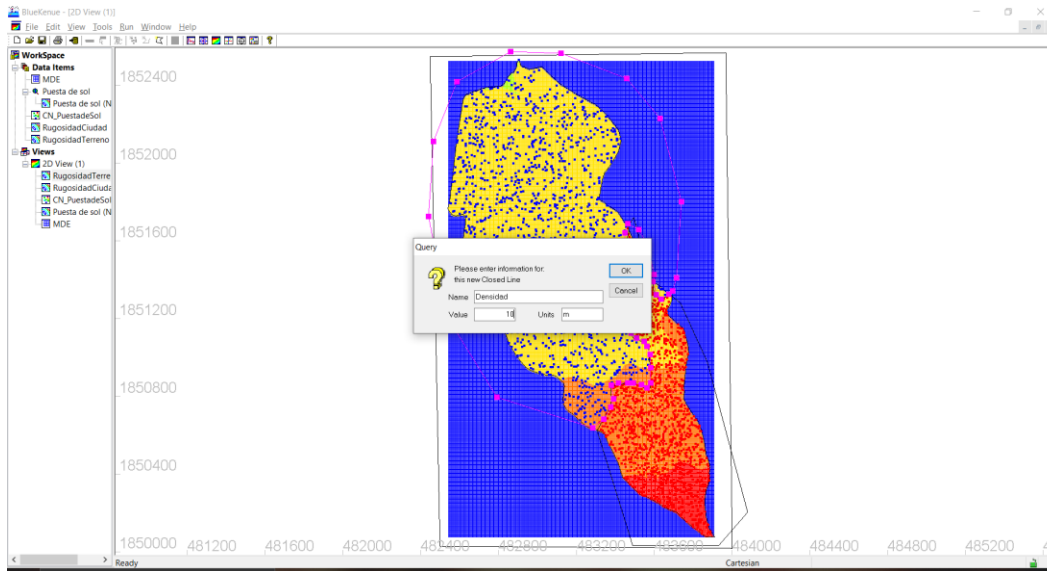 BlueKenue - [2D View (1)]
File Edit View Tools Run Window Help
WorkSpace
Data Items
MDE
Puesta de sol
Puesta de sol (N
CN_PuestadeSol
RugosidadCiudad
RugosidadTerreno
Views
2D View (1)
RugosidadTerre
RugosidadCiuda
CN_PuestadeSol
Puesta de sol (N
MDE
1852400
1852000
1851600
1851200
1850800
1850400
1850000
481200 481600 482000 482400 482800 483200 483600 484000 484400 484800 485200
Query
Please enter information for:
this new Closed Line
OK
Cancel
Name Densidad
Value 10 Units m
Ready
Cartesian